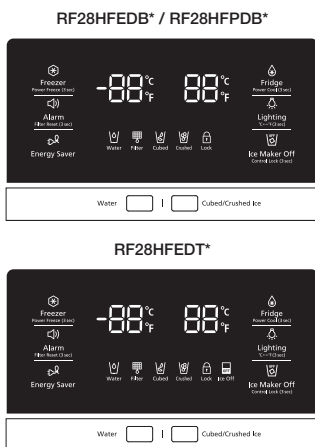 RF28HFEDB* / RF28HFPDB*
Freezer
Power Freeze (3 sec)
Alarm
Filter Reset (3 sec)
Energy Saver
-88°C °F
88°C °F
Water Filter Cubed Crushed Lock
Fridge
Power Cool (3 sec)
Lighting
°C↔°F (3 sec)
Ice Maker Off
Control Lock (3 sec)
Water | Cubed/Crushed Ice
RF28HFEDT*
Freezer
Power Freeze (3 sec)
Alarm
Filter Reset (3 sec)
Energy Saver
-88°C °F
88°C °F
Water Filter Cubed Crushed Lock Ice Off
OFF
Fridge
Power Cool (3 sec)
Lighting
°C↔°F (3 sec)
Ice Maker Off
Control Lock (3 sec)
Water | Cubed/Crushed Ice